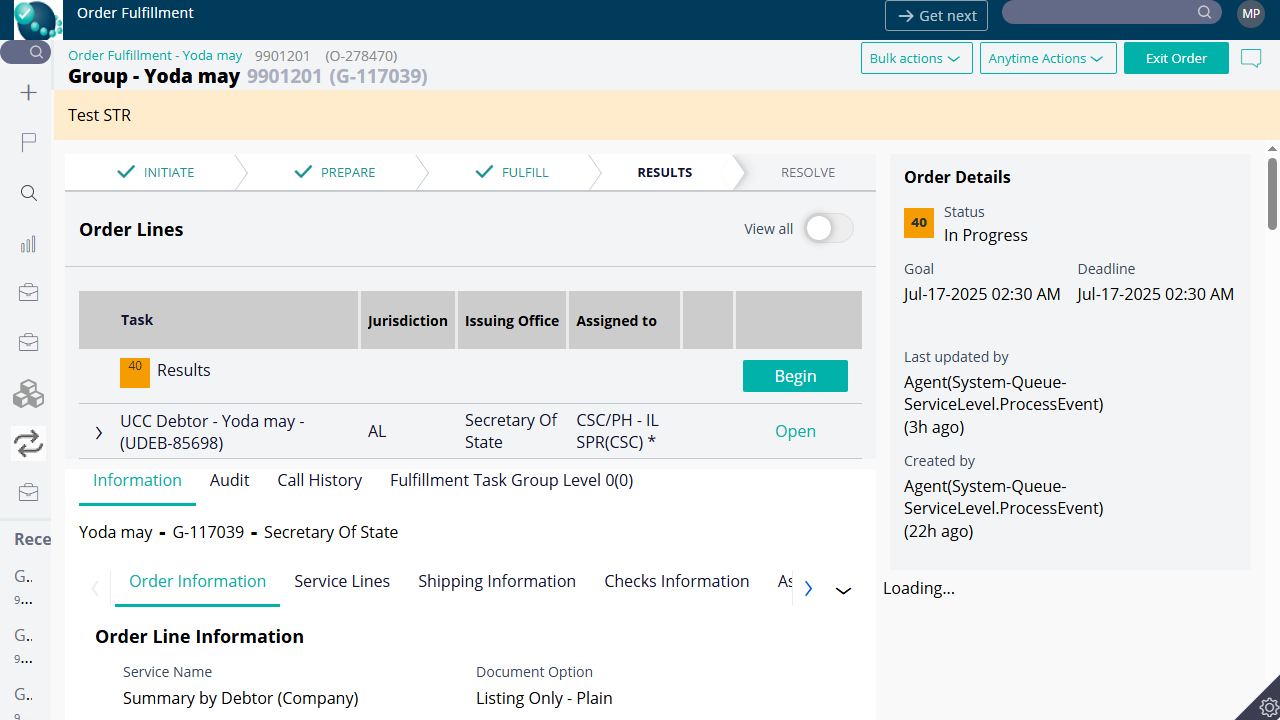 Order Fulfillment
Get next
MP
Order Fulfillment - Yoda may 9901201 (O-278470)
Group - Yoda may 9901201 (G-117039)
Bulk actions
Anytime Actions
Exit Order
Test STR
INITIATE
PREPARE
FULFILL
RESULTS
RESOLVE
Order Lines
View all
Task
Jurisdiction
Issuing Office
Assigned to
40 Results
Begin
UCC Debtor - Yoda may -
(UDEB-85698)
AL
Secretary Of
State
CSC/PH - IL
SPR(CSC) *
Open
Information
Audit
Call History
Fulfillment Task Group Level 0(0)
Yoda may - G-117039 - Secretary Of State
Order Information
Service Lines
Shipping Information
Checks Information
As
Order Line Information
Service Name
Summary by Debtor (Company)
Document Option
Listing Only - Plain
Order Details
40
Status
In Progress
Goal
Jul-17-2025 02:30 AM
Deadline
Jul-17-2025 02:30 AM
Last updated by
Agent(System-Queue-
ServiceLevel.ProcessEvent)
(3h ago)
Created by
Agent(System-Queue-
ServiceLevel.ProcessEvent)
(22h ago)
Loading...
Rece
G..
9...
G..
9...
G..
9